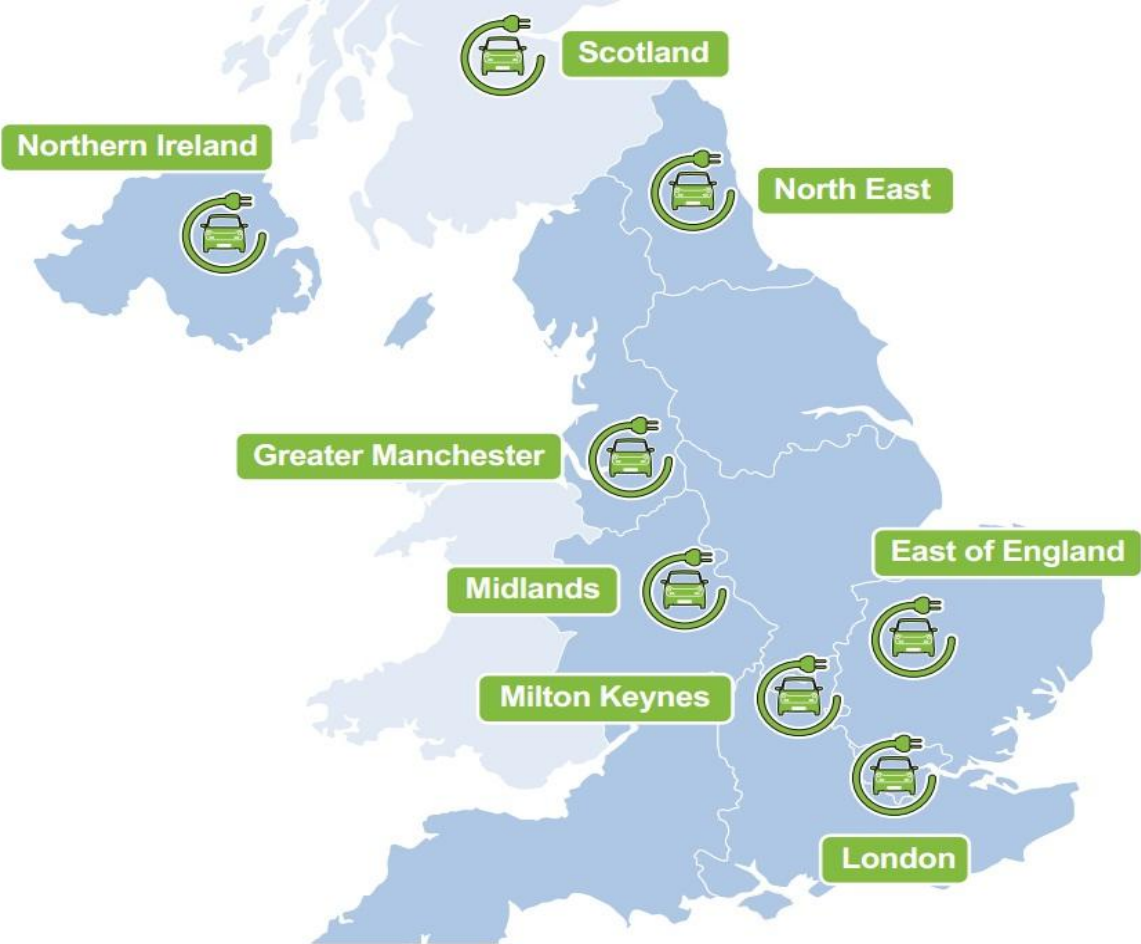 Scotland
Northern Ireland
North East
Greater Manchester
East of England
Midlands
Milton Keynes
London